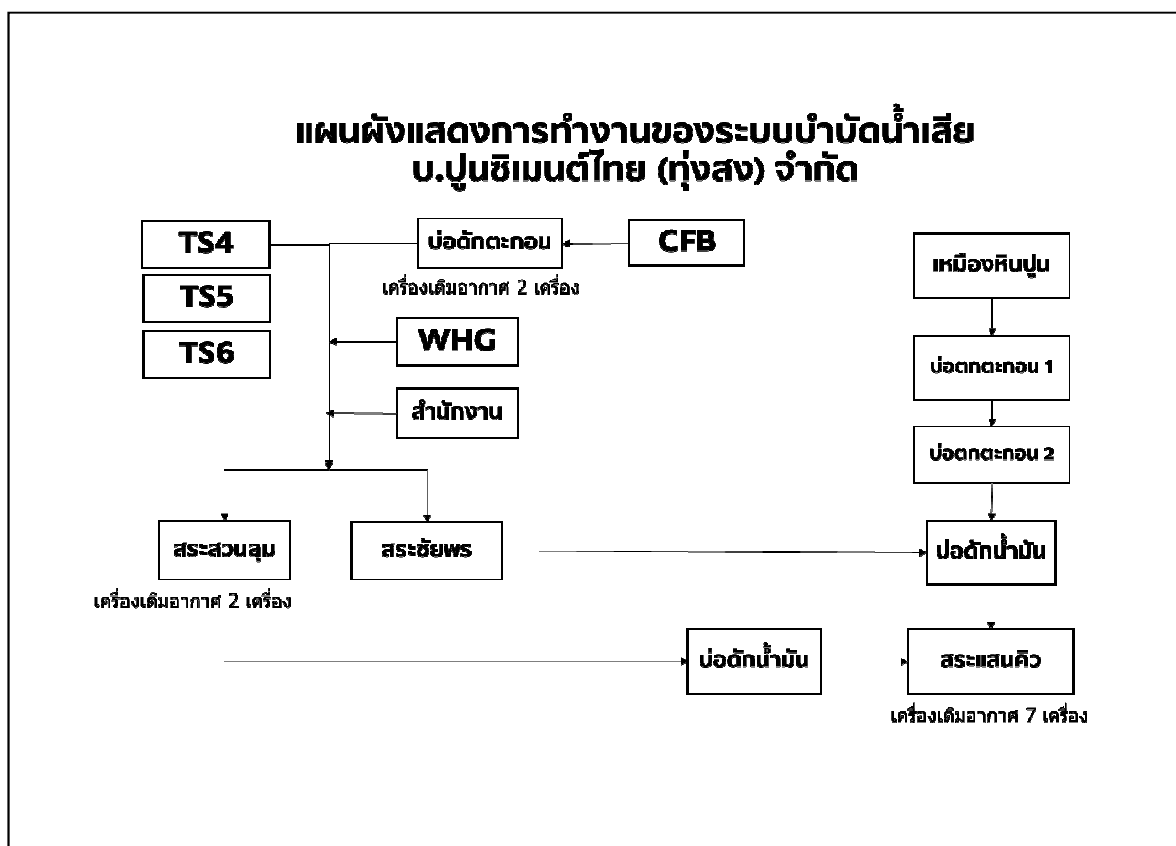 แผนผังแสดงการทำงานของระบบบำบัดน้ำเสีย
บ.ปูนซิเมนต์ไทย (ทุ่งสง) จำกัด
TS4
บ่อดักตะกอน
CFB
เครื่องเติมอากาศ 2 เครื่อง
เหมืองหินปูน
TS5
TS6
WHG
บ่อตกตะกอน 1
สำนักงาน
บ่อตกตะกอน 2
สระสวนลุม
สระชัยพร
บ่อดักน้ำมัน
เครื่องเติมอากาศ 2 เครื่อง
บ่อดักน้ำมัน
สระแสนคิว
เครื่องเติมอากาศ 7 เครื่อง